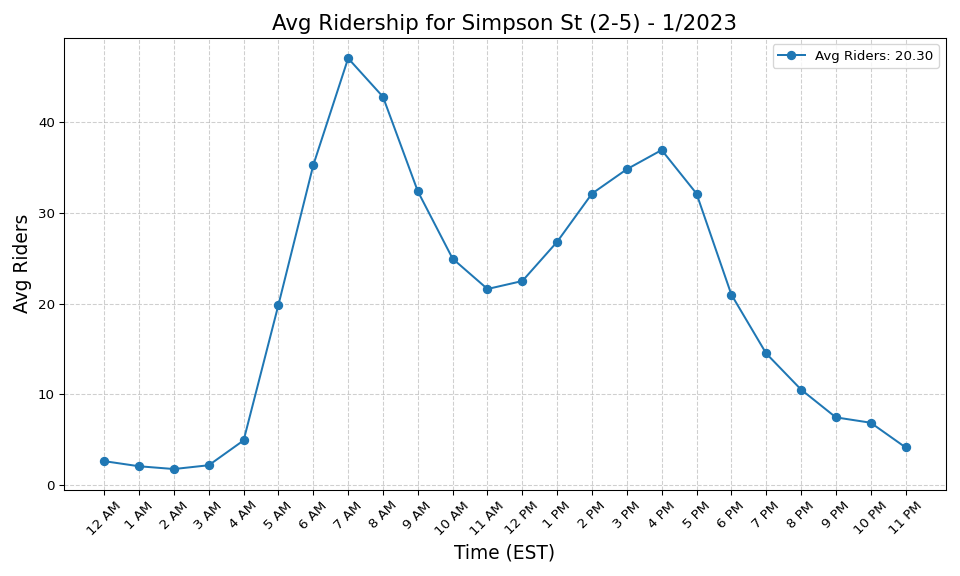 Avg Ridership for Simpson St (2-5) - 1/2023
Avg Riders: 20.30
Avg Riders
40
30
20
10
0
12 AM
1 AM
2 AM
3 AM
4 AM
5 AM
6 AM
7 AM
8 AM
9 AM
10 AM
11 AM
12 PM
1 PM
2 PM
3 PM
4 PM
5 PM
6 PM
7 PM
8 PM
9 PM
10 PM
11 PM
Time (EST)